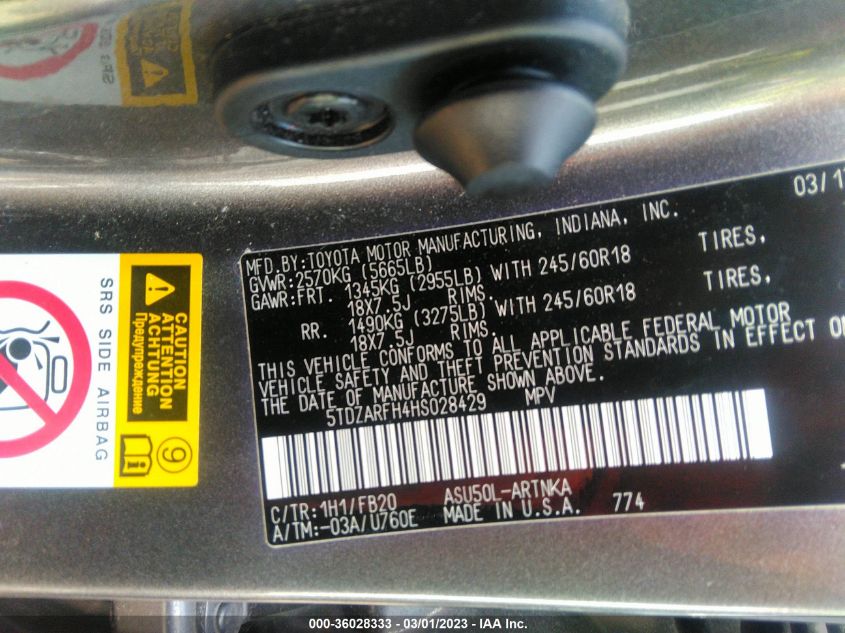 03/1
MFD.BY:TOYOTA MOTOR MANUFACTURING, INDIANA, INC.
GVWR:2570KG (5665LB)
GAWR:FRT. 1345KG (2955LB) WITH 245/60R18 TIRES,
18X7.5J RIMS.
RR. 1490KG (3275LB) WITH 245/60R18 TIRES,
18X7.5J RIMS.
THIS VEHICLE CONFORMS TO ALL APPLICABLE FEDERAL MOTOR
VEHICLE SAFETY AND THEFT PREVENTION STANDARDS IN EFFECT
THE DATE OF MANUFACTURE SHOWN ABOVE.
5TDZARFH4HS028429 MPV
C/TR:1H1/FB20 ASU50L-ARTNKA
A/TM:-03A/U760E MADE IN U.S.A. 774
CAUTION
ATTENTION
ACHTUNG
Предупреждение
SRS SIDE AIRBAG
9
000-36028333 - 03/01/2023 - IAA Inc.